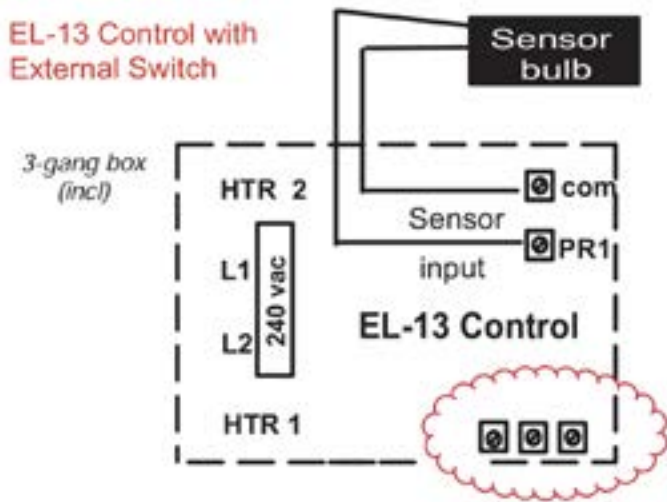 EL-13 Control with
External Switch
Sensor
bulb
3-gang box
(incl)
HTR 2
com
Sensor
input
PR1
L1
240 vac
L2
EL-13 Control
HTR 1